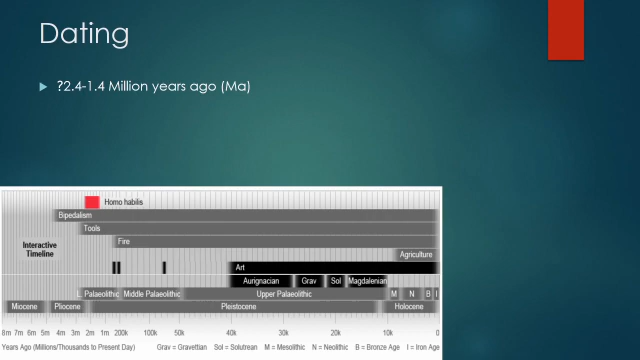 Dating
?2.4-1.4 Million years ago (Ma)
Homo habilis
Bipedalism
Tools
Fire
Interactive
Timeline
Agriculture
Art
Aurignacian Grav Sol Magdalenian
L. Palaeolithic Middle Palaeolithic Upper Palaeolithic M N B I
Miocene Pliocene Pleistocene Holocene
8m 7m 6m 5m 4m 3m 2m 1m 200k 100k 50k 40k 30k 20k 10k 0
Years Ago (Millions/Thousands to Present Day) Grav = Gravettian Sol = Solutrean M = Mesolithic N = Neolithic B = Bronze Age I = Iron Age